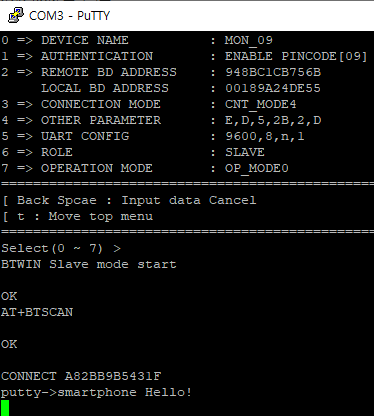 COM3 - PuTTY
0 => DEVICE NAME : MON_09
1 => AUTHENTICATION : ENABLE PINCODE[09]
2 => REMOTE BD ADDRESS : 948BC1CB756B
LOCAL BD ADDRESS : 00189A24DE55
3 => CONNECTION MODE : CNT_MODE4
4 => OTHER PARAMETER : E,D,5,2B,2,D
5 => UART CONFIG : 9600,8,n,1
6 => ROLE : SLAVE
7 => OPERATION MODE : OP_MODE0
==================================================
[ Back Spcae : Input data Cancel
[ t : Move top menu
==================================================
Select(0 ~ 7) >
BTWIN Slave mode start
OK
AT+BTSCAN
OK
CONNECT A82BB9B5431F
putty->smartphone Hello!